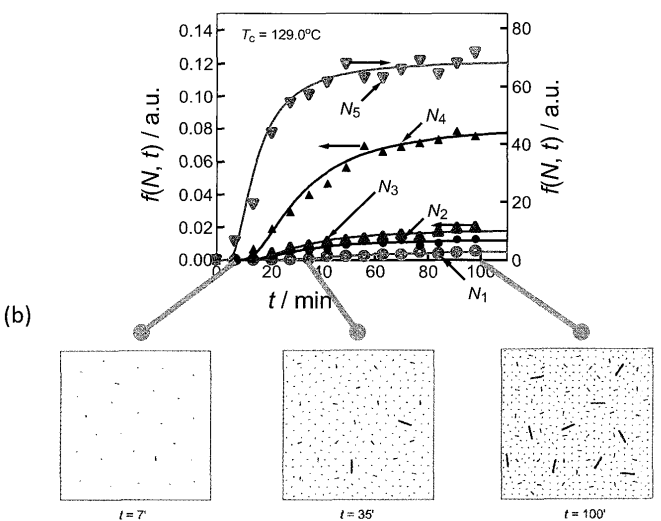 T_c = 129.0°C
f(N, t) / a.u.
0.14
0.12
0.10
0.08
0.06
0.04
0.02
0.00
80
60
40
20
0
f(N, t) / a.u.
N_5
N_4
N_3
N_2
N_1
0 20 40 60 80 100
t / min
(b)
t = 7'
t = 35'
t = 100'